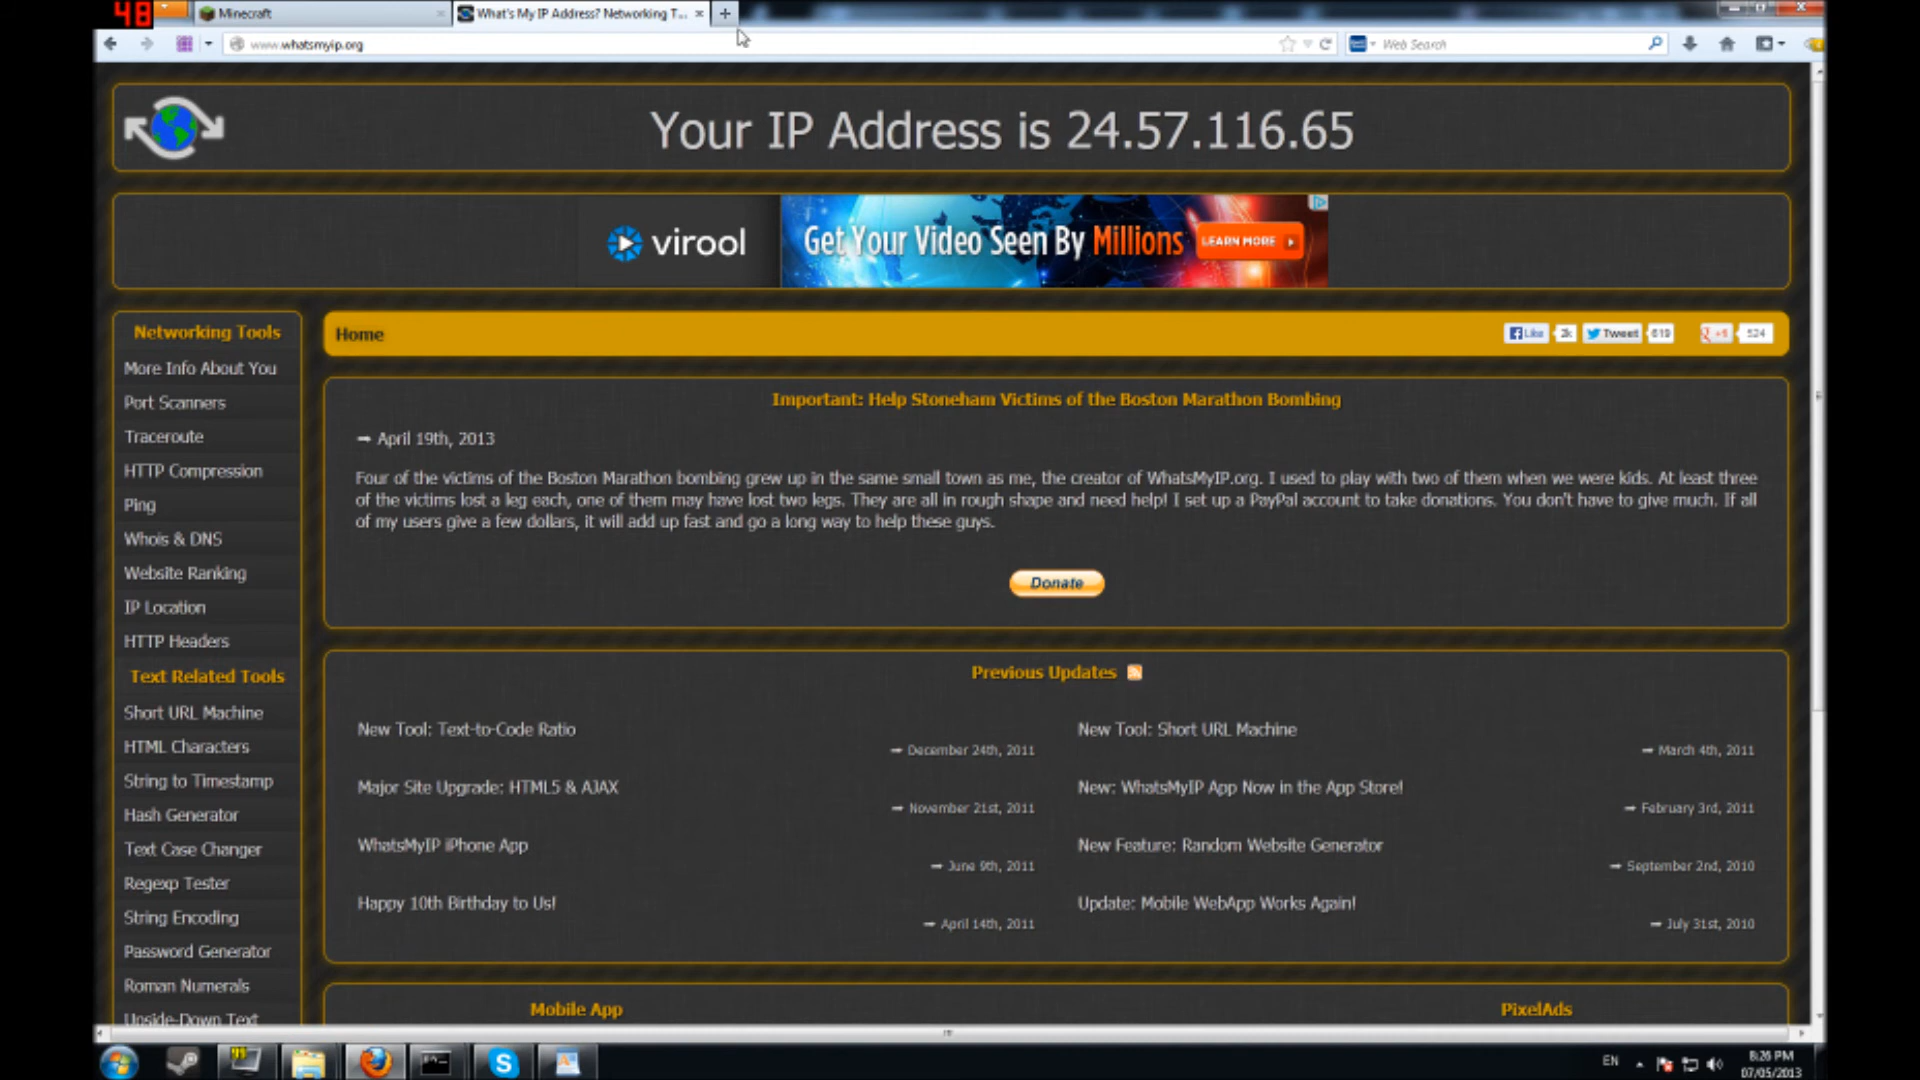 48
Minecraft
What's My IP Address? Networking T...
www.whatsmyip.org
Web Search
Your IP Address is 24.57.116.65
virool
Get Your Video Seen By Millions
LEARN MORE
Networking Tools
More Info About You
Port Scanners
Traceroute
HTTP Compression
Ping
Whois & DNS
Website Ranking
IP Location
HTTP Headers
Text Related Tools
Short URL Machine
HTML Characters
String to Timestamp
Hash Generator
Text Case Changer
Regexp Tester
String Encoding
Password Generator
Roman Numerals
Upside-Down Text
Home
Like 2k Tweet 619 +1 524
Important: Help Stoneham Victims of the Boston Marathon Bombing
April 19th, 2013
Four of the victims of the Boston Marathon bombing grew up in the same small town as me, the creator of WhatsMyIP.org. I used to play with two of them when we were kids. At least three
of the victims lost a leg each, one of them may have lost two legs. They are all in rough shape and need help! I set up a PayPal account to take donations. You don't have to give much. If all
of my users give a few dollars, it will add up fast and go a long way to help these guys.
Donate
Previous Updates
New Tool: Text-to-Code Ratio
December 24th, 2011
Major Site Upgrade: HTML5 & AJAX
November 21st, 2011
WhatsMyIP iPhone App
June 9th, 2011
Happy 10th Birthday to Us!
April 14th, 2011
New Tool: Short URL Machine
March 4th, 2011
New: WhatsMyIP App Now in the App Store!
February 3rd, 2011
New Feature: Random Website Generator
September 2nd, 2010
Update: Mobile WebApp Works Again!
July 31st, 2010
Mobile App
PixelAds
EN
8:26 PM
07/05/2013